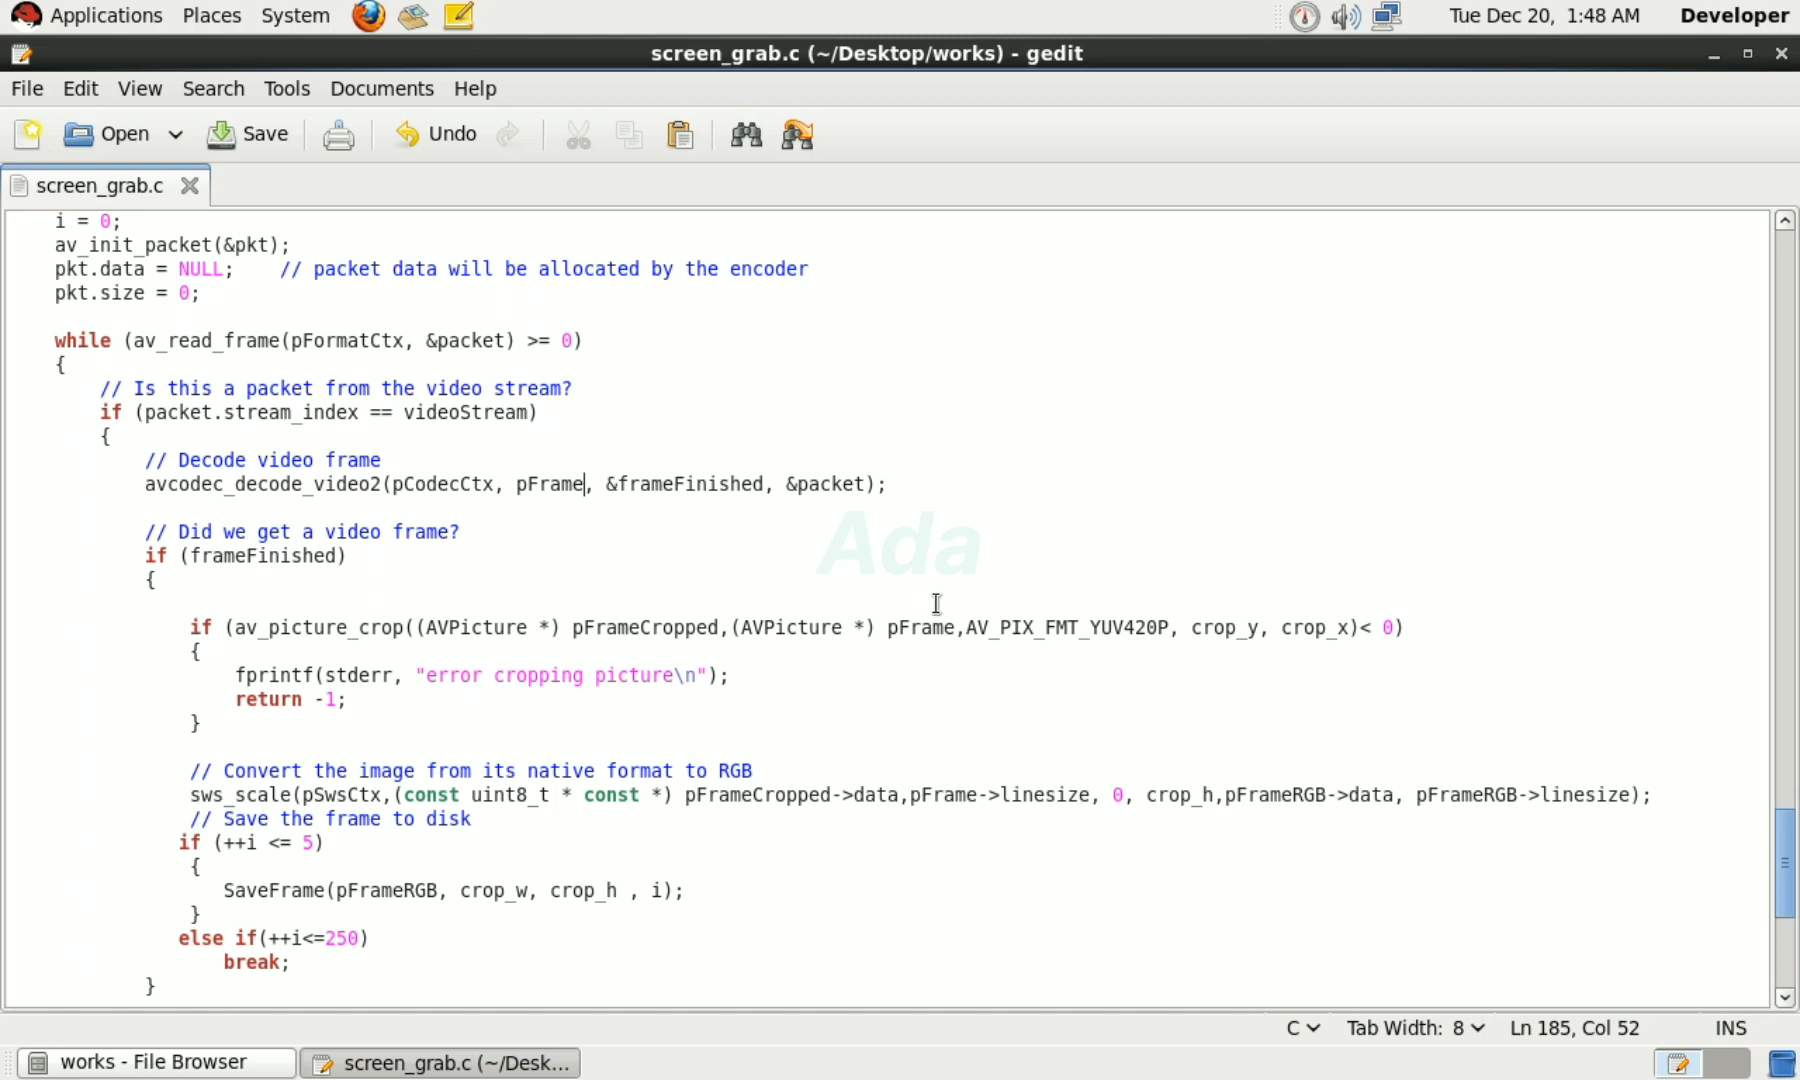 Applications Places System Tue Dec 20, 1:48 AM Developer
screen_grab.c (~/Desktop/works) - gedit
File Edit View Search Tools Documents Help
Open Save Undo
screen_grab.c
i = 0;
av_init_packet(&pkt);
pkt.data = NULL;    // packet data will be allocated by the encoder
pkt.size = 0;
while (av_read_frame(pFormatCtx, &packet) >= 0)
{
// Is this a packet from the video stream?
if (packet.stream_index == videoStream)
{
// Decode video frame
avcodec_decode_video2(pCodecCtx, pFrame, &frameFinished, &packet);
// Did we get a video frame?
if (frameFinished)
{
Ada
if (av_picture_crop((AVPicture *) pFrameCropped,(AVPicture *) pFrame,AV_PIX_FMT_YUV420P, crop_y, crop_x)< 0)
{
fprintf(stderr, "error cropping picture\n");
return -1;
}
// Convert the image from its native format to RGB
sws_scale(pSwsCtx,(const uint8_t * const *) pFrameCropped->data,pFrame->linesize, 0, crop_h,pFrameRGB->data, pFrameRGB->linesize);
// Save the frame to disk
if (++i <= 5)
{
SaveFrame(pFrameRGB, crop_w, crop_h , i);
}
else if(++i<=250)
break;
}
C Tab Width: 8 Ln 185, Col 52 INS
works - File Browser screen_grab.c (~/Desk...